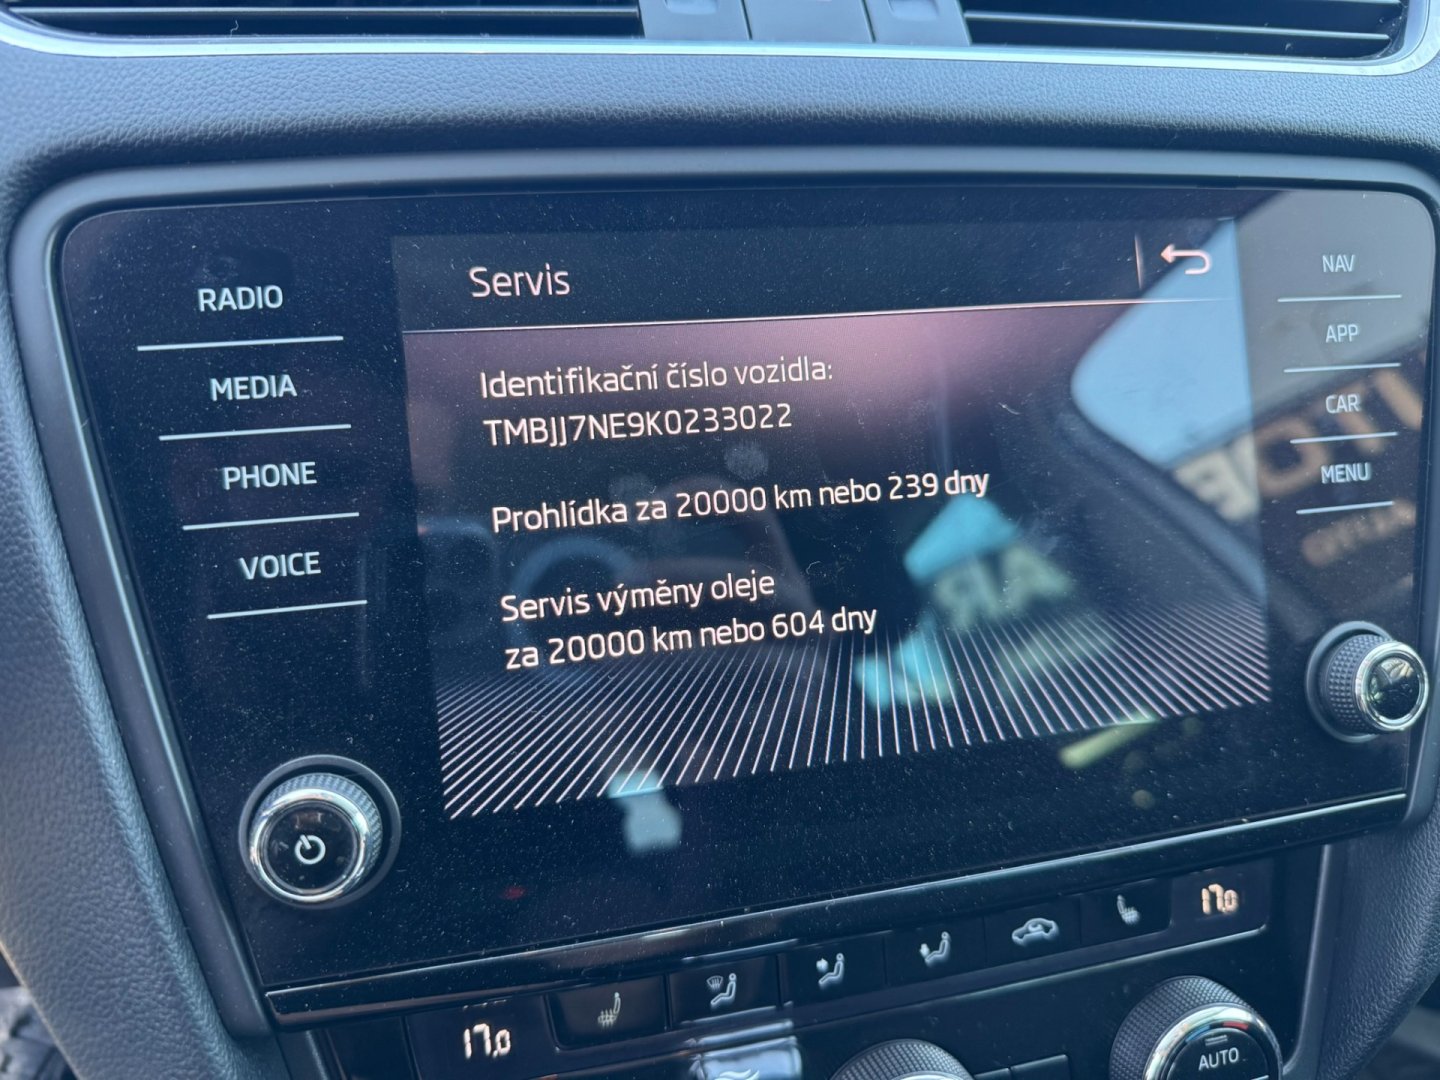 Servis
RADIO
MEDIA
PHONE
VOICE
Identifikační číslo vozidla:
TMBJJ7NE9K0233022
Prohlídka za 20000 km nebo 239 dny
Servis výměny oleje
za 20000 km nebo 604 dny
NAV
APP
CAR
MENU
17,0
17,0
AUTO